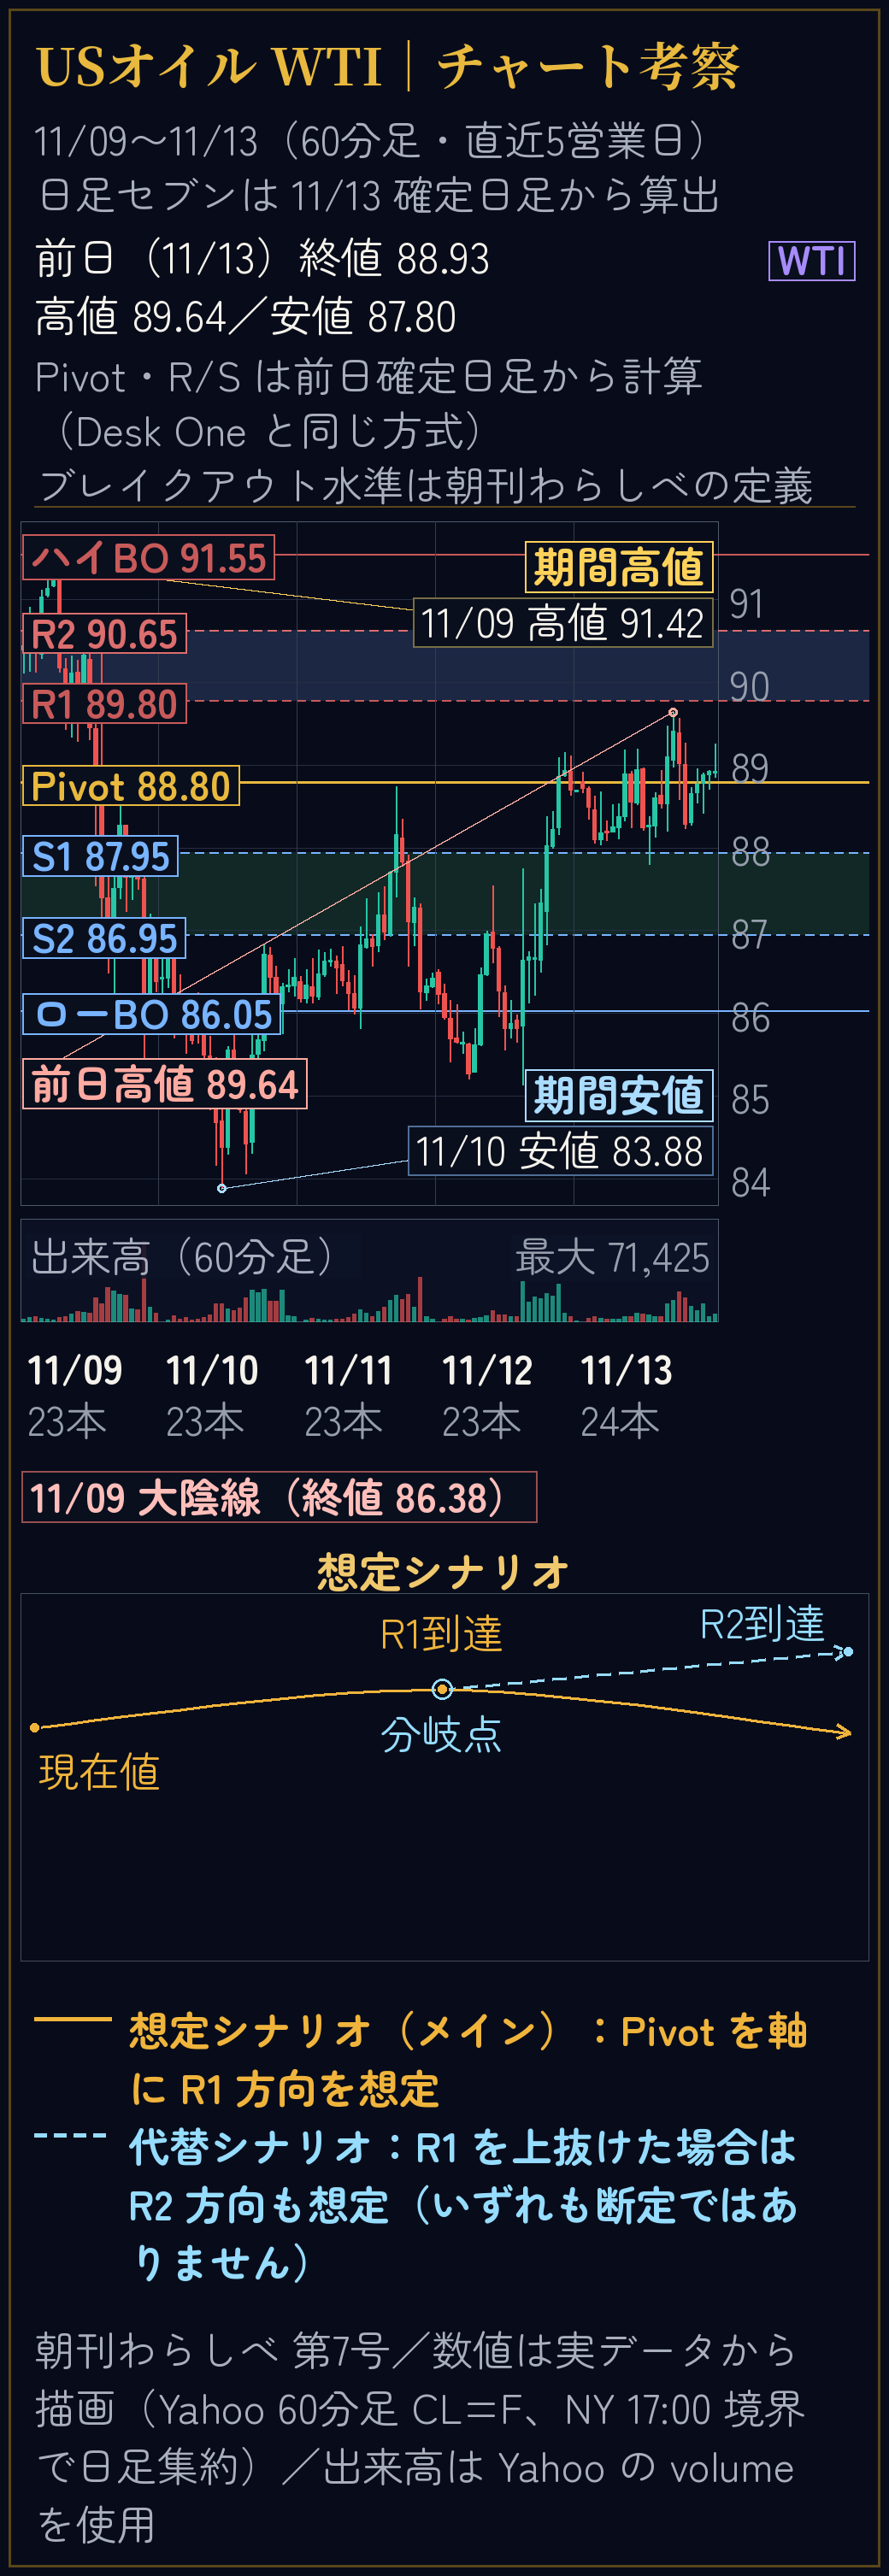 USオイル WTI｜チャート考察
11/09〜11/13（60分足・直近5営業日）
日足セブンは 11/13 確定日足から算出
前日（11/13）終値 88.93
WTI
高値 89.64／安値 87.80
Pivot・R/S は前日確定日足から計算
（Desk One と同じ方式）
ブレイクアウト水準は朝刊わらしべの定義
ハイBO 91.55
期間高値
11/09 高値 91.42
91
R2 90.65
R1 89.80
90
Pivot 88.80
89
S1 87.95
88
S2 86.95
87
ローBO 86.05
86
前日高値 89.64
期間安値
85
11/10 安値 83.88
84
出来高（60分足）
最大 71,425
11/09 11/10 11/11 11/12 11/13
23本 23本 23本 23本 24本
11/09 大陰線（終値 86.38）
想定シナリオ
R2到達
R1到達
分岐点
現在値
想定シナリオ（メイン）：Pivot を軸
に R1 方向を想定
代替シナリオ：R1 を上抜けた場合は
R2 方向も想定（いずれも断定ではあ
りません）
朝刊わらしべ 第7号／数値は実データから
描画（Yahoo 60分足 CL=F、NY 17:00 境界
で日足集約）／出来高は Yahoo の volume
を使用